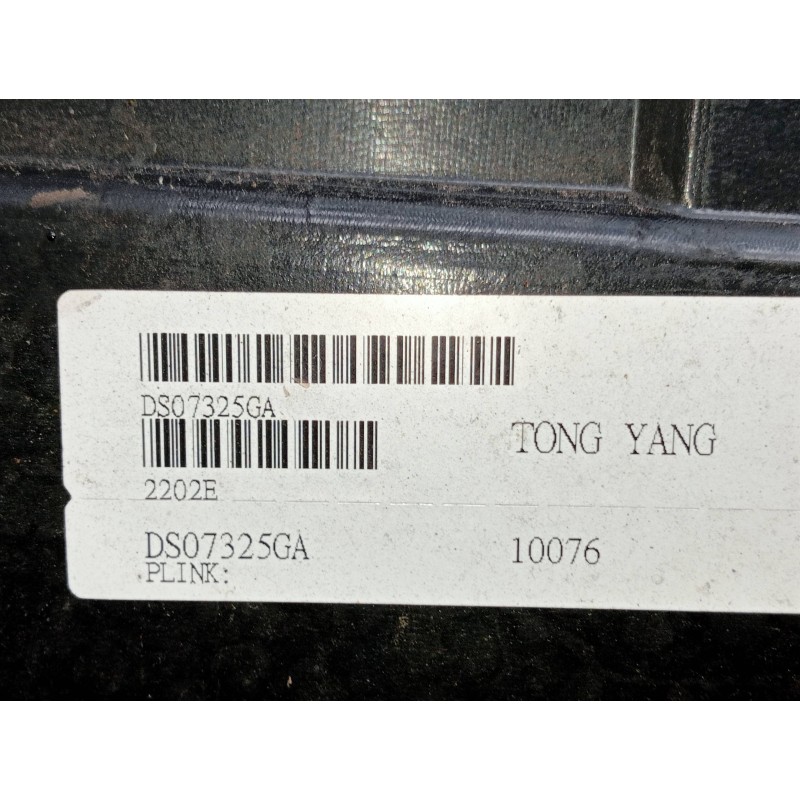 DS07325GA
TONG YANG
2202E
DS07325GA 10076
PLINK: